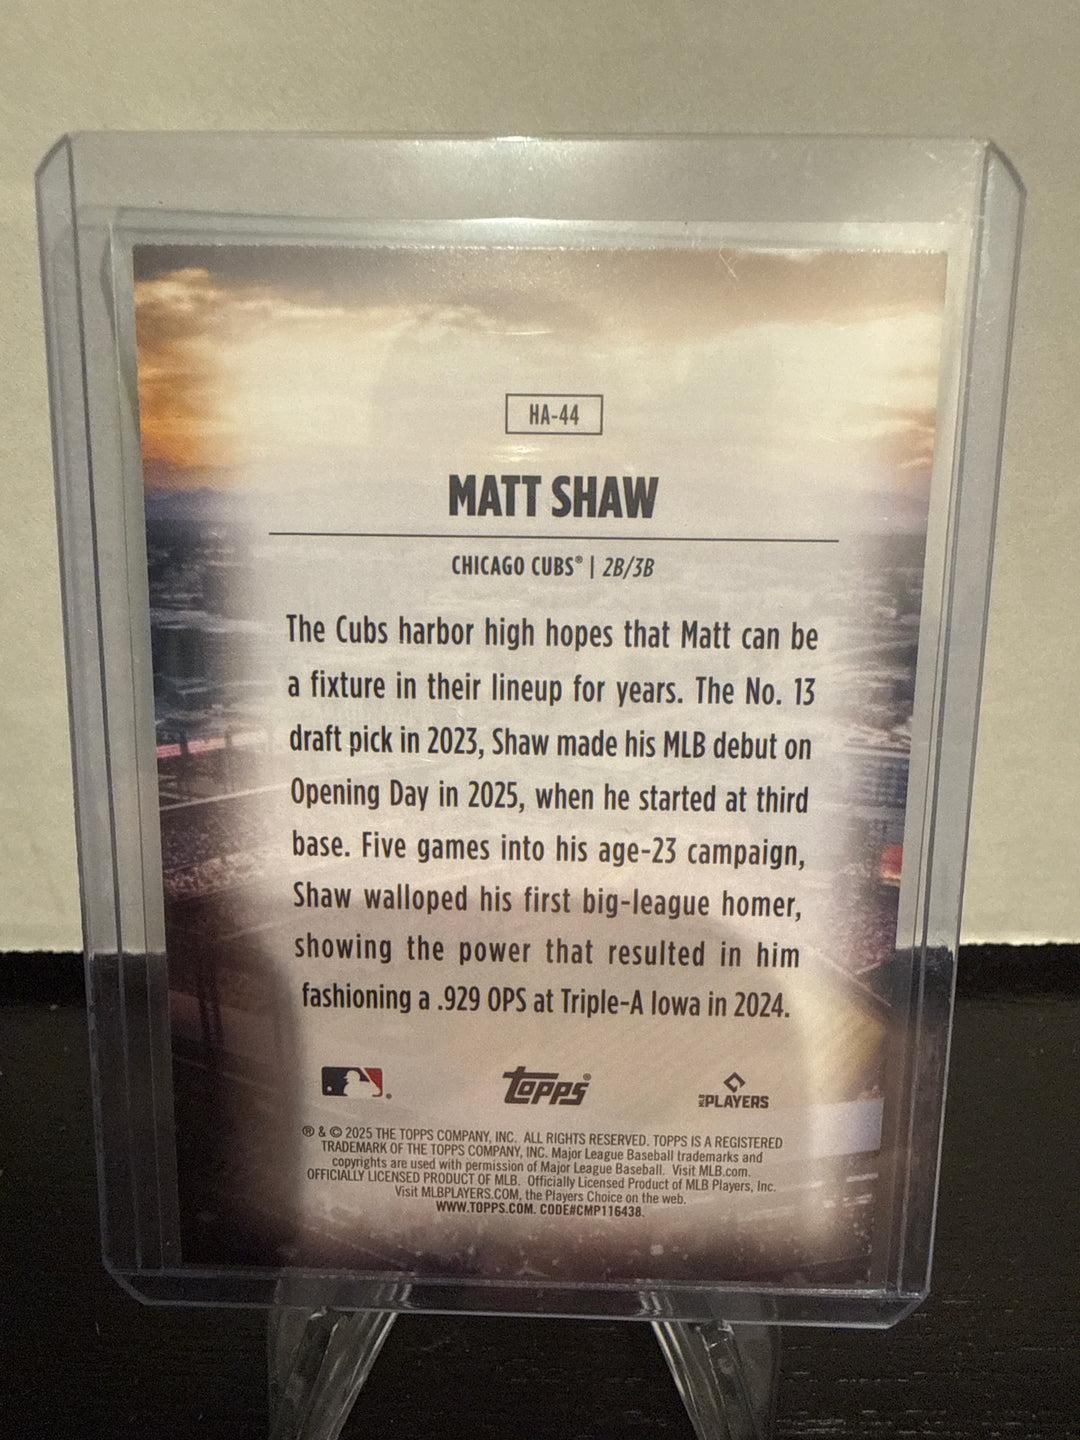 HA-44
MATT SHAW
CHICAGO CUBS® | 2B/3B
The Cubs harbor high hopes that Matt can be
a fixture in their lineup for years. The No. 13
draft pick in 2023, Shaw made his MLB debut on
Opening Day in 2025, when he started at third
base. Five games into his age-23 campaign,
Shaw walloped his first big-league homer,
showing the power that resulted in him
fashioning a .929 OPS at Triple-A Iowa in 2024.
Topps® MLB PLAYERS
® & © 2025 THE TOPPS COMPANY, INC. ALL RIGHTS RESERVED. TOPPS IS A REGISTERED
TRADEMARK OF THE TOPPS COMPANY, INC. Major League Baseball trademarks and
copyrights are used with permission of Major League Baseball. Visit MLB.com.
OFFICIALLY LICENSED PRODUCT OF MLB. Officially Licensed Product of MLB Players, Inc.
Visit MLBPLAYERS.COM, the Players Choice on the web.
WWW.TOPPS.COM. CODE#CMP116438.